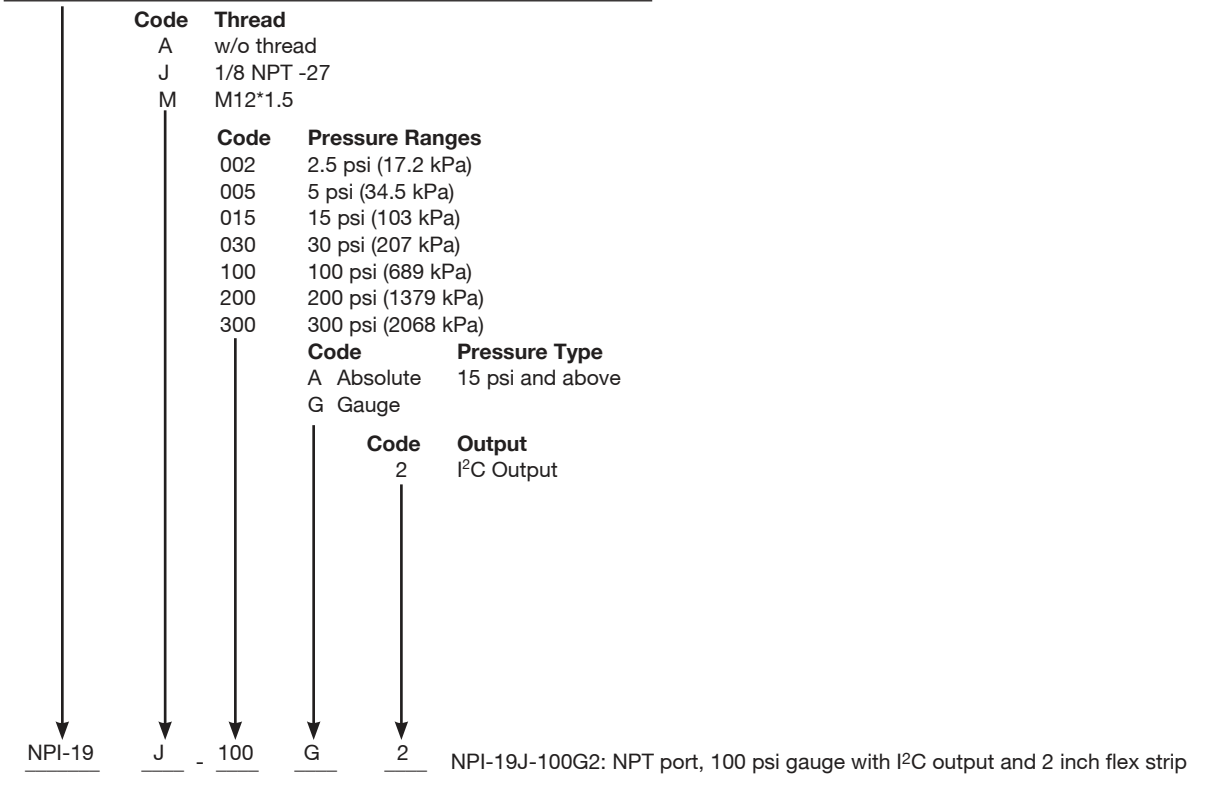 Code Thread
A w/o thread
J 1/8 NPT -27
M M12*1.5
Code Pressure Ranges
002 2.5 psi (17.2 kPa)
005 5 psi (34.5 kPa)
015 15 psi (103 kPa)
030 30 psi (207 kPa)
100 100 psi (689 kPa)
200 200 psi (1379 kPa)
300 300 psi (2068 kPa)
Code Pressure Type
A Absolute 15 psi and above
G Gauge
Code Output
2 I²C Output
NPI-19 J - 100 G 2 NPI-19J-100G2: NPT port, 100 psi gauge with I²C output and 2 inch flex strip